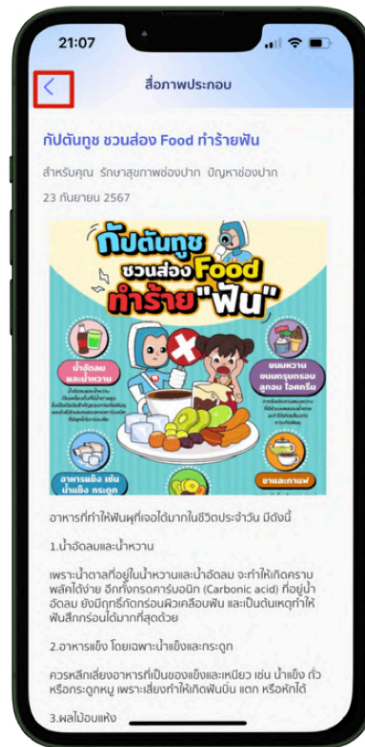 21:07
สื่อภาพประกอบ
กัปตันทูช ชวนส่อง Food ทำร้ายฟัน
สำหรับคุณ รักษาสุขภาพช่องปาก ปัญหาช่องปาก
23 กันยายน 2567
กัปตันทูช
ชวนส่อง Food
ทำร้าย "ฟัน"
น้ำอัดลม
และน้ำหวาน
ขนมหวาน
ขนมกรุบกรอบ
ลูกอม ไอศกรีม
อาหารแข็ง เช่น
น้ำแข็ง กระดูก
ชาและกาแฟ
อาหารที่ทำให้ฟันผุที่เจอได้มากในชีวิตประจำวัน มีดังนี้
1.น้ำอัดลมและน้ำหวาน
เพราะน้ำตาลที่อยู่ในน้ำหวานและน้ำอัดลม จะทำให้เกิดคราบ
พลัคได้ง่าย อีกทั้งกรดคาร์บอนิก (Carbonic acid) ที่อยู่น้ำ
อัดลม ยังมีฤทธิ์กัดกร่อนผิวเคลือบฟัน และเป็นต้นเหตุทำให้
ฟันสึกกร่อนได้มากที่สุดด้วย
2.อาหารแข็ง โดยเฉพาะน้ำแข็งและกระดูก
ควรหลีกเลี่ยงอาหารที่เป็นของแข็งและเหนียว เช่น น้ำแข็ง ถั่ว
หรือกระดูกหมู เพราะเสี่ยงทำให้เกิดฟันบิ่น แตก หรือหักได้
3.ผลไม้อบแห้ง